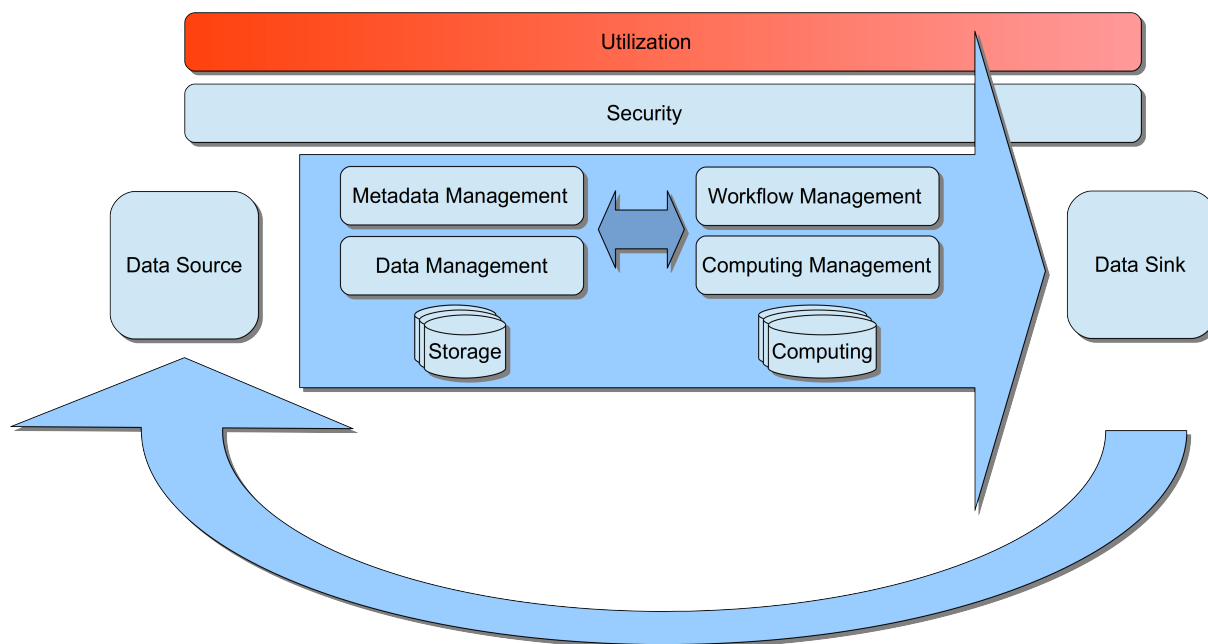 Utilization
Security
Metadata Management
Workflow Management
Data Source
Data Management
Computing Management
Data Sink
Storage
Computing